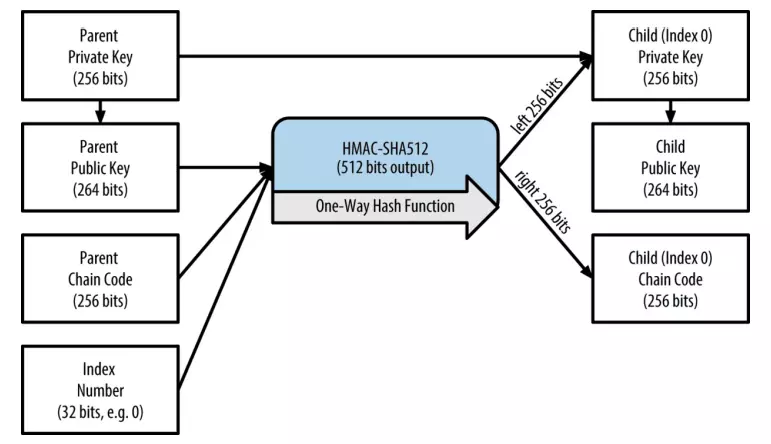 Parent
Private Key
(256 bits)
Parent
Public Key
(264 bits)
Parent
Chain Code
(256 bits)
Index
Number
(32 bits, e.g. 0)
HMAC-SHA512
(512 bits output)
One-Way Hash Function
left 256 bits
right 256 bits
Child (Index 0)
Private Key
(256 bits)
Child
Public Key
(264 bits)
Child (Index 0)
Chain Code
(256 bits)